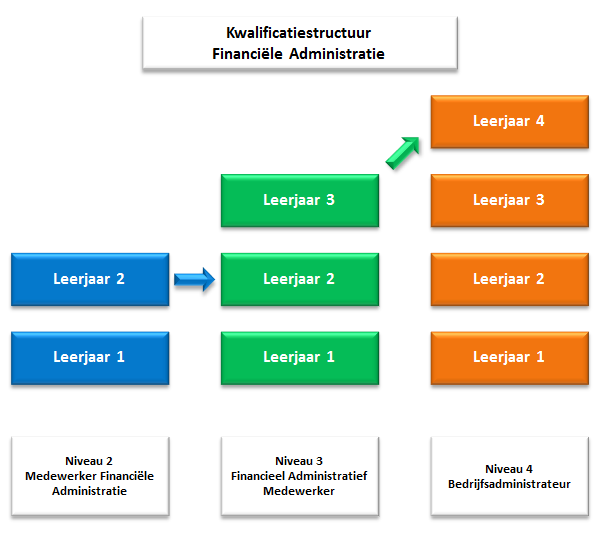 Kwalificatiestructuur
Financiële Administratie
Leerjaar 4
Leerjaar 3
Leerjaar 3
Leerjaar 2
Leerjaar 2
Leerjaar 2
Leerjaar 1
Leerjaar 1
Leerjaar 1
Niveau 2
Medewerker Financiële
Administratie
Niveau 3
Financieel Administratief
Medewerker
Niveau 4
Bedrijfsadministrateur